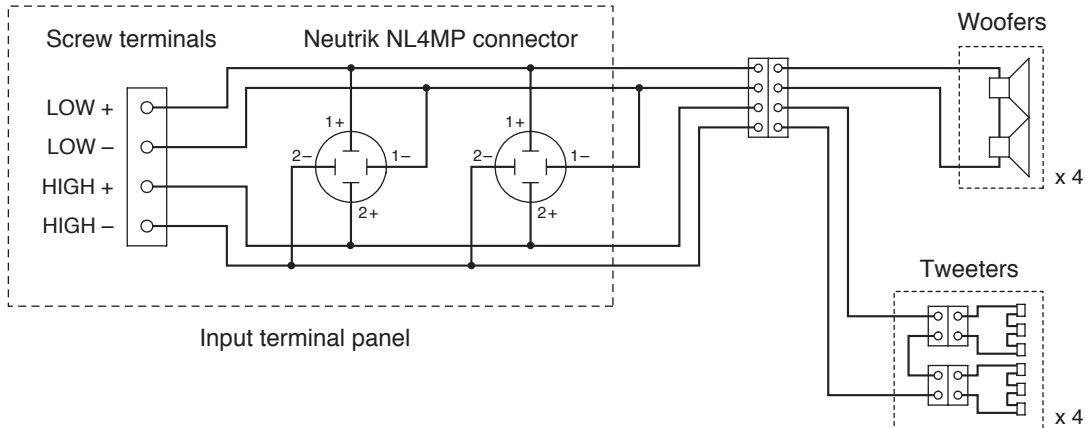 Screw terminals
Neutrik NL4MP connector
Woofers
LOW +
LOW –
HIGH +
HIGH –
1+
2–
1–
2+
1+
2–
1–
2+
x 4
Tweeters
x 4
Input terminal panel